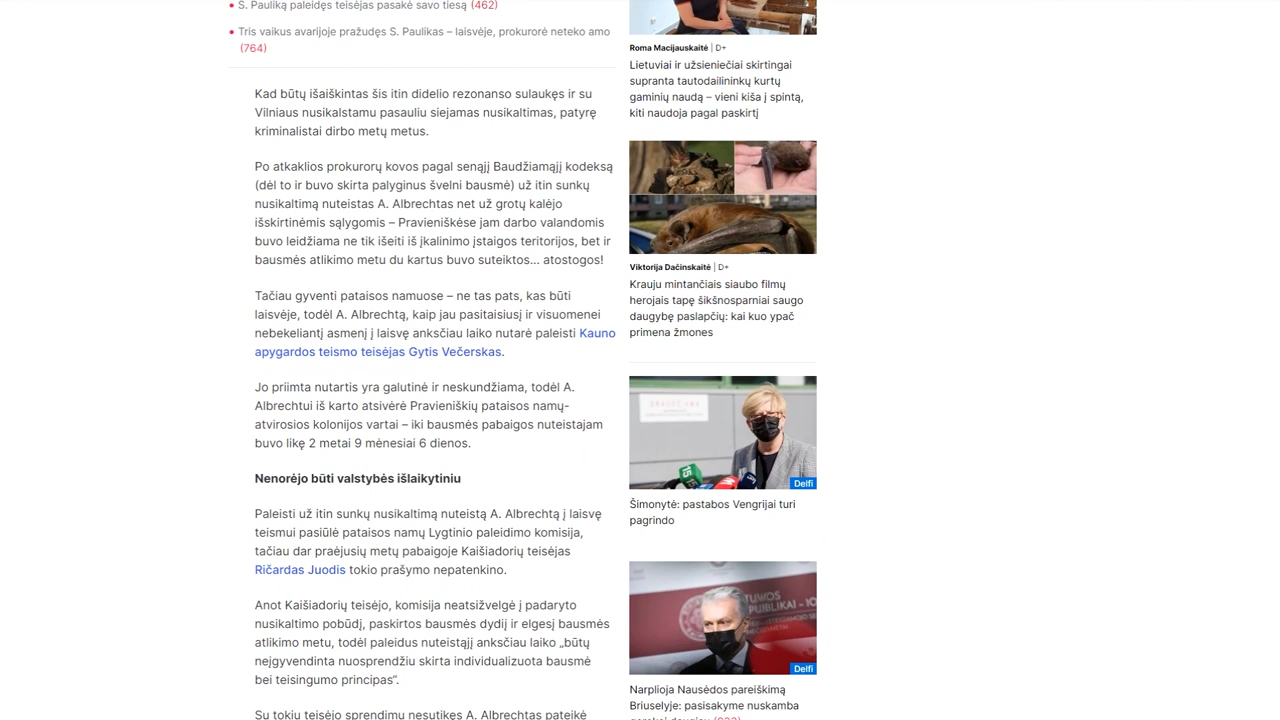 S. Pauliką paleidęs teisėjas pasakė savo tiesą (462)
Tris vaikus avarijoje pražudęs S. Paulikas – laisvėje, prokurorė neteko amo
(764)
Kad būtų išaiškintas šis itin didelio rezonanso sulaukęs ir su
Vilniaus nusikalstamu pasauliu siejamas nusikaltimas, patyrę
kriminalistai dirbo metų metus.
Po atkaklios prokurorų kovos pagal senąjį Baudžiamąjį kodeksą
(dėl to ir buvo skirta palyginus švelni bausmė) už itin sunkų
nusikaltimą nuteistas A. Albrechtas net už grotų kalėjo
išskirtinėmis sąlygomis – Pravieniškėse jam darbo valandomis
buvo leidžiama ne tik išeiti iš įkalinimo įstaigos teritorijos, bet ir
bausmės atlikimo metu du kartus buvo suteiktos... atostogos!
Tačiau gyventi pataisos namuose – ne tas pats, kas būti
laisvėje, todėl A. Albrechtą, kaip jau pasitaisiusį ir visuomenei
nebekeliantį asmenį į laisvę anksčiau laiko nutarė paleisti Kauno
apygardos teismo teisėjas Gytis Večerskas.
Jo priimta nutartis yra galutinė ir neskundžiama, todėl A.
Albrechtui iš karto atsivėrė Pravieniškių pataisos namų-
atvirosios kolonijos vartai – iki bausmės pabaigos nuteistajam
buvo likę 2 metai 9 mėnesiai 6 dienos.
Nenorėjo būti valstybės išlaikytiniu
Paleisti už itin sunkų nusikaltimą nuteistą A. Albrechtą į laisvę
teismui pasiūlė pataisos namų Lygtinio paleidimo komisija,
tačiau dar praėjusių metų pabaigoje Kaišiadorių teisėjas
Ričardas Juodis tokio prašymo nepatenkino.
Anot Kaišiadorių teisėjo, komisija neatsižvelgė į padaryto
nusikaltimo pobūdį, paskirtos bausmės dydį ir elgesį bausmės
atlikimo metu, todėl paleidus nuteistąjį anksčiau laiko „būtų
neįgyvendinta nuosprendžiu skirta individualizuota bausmė
bei teisingumo principas“.
Su tokiu teisėjo sprendimu nesutikęs A. Albrechtas pateikė
Roma Macijauskaitė | D+
Lietuviai ir užsieniečiai skirtingai
supranta tautodailininkų kurtų
gaminių naudą – vieni kiša į spintą,
kiti naudoja pagal paskirtį
Viktorija Dačinskaitė | D+
Krauju mintančiais siaubo filmų
herojais tapę šikšnosparniai saugo
daugybę paslapčių: kai kuo ypač
primena žmones
15
Delfi
Šimonytė: pastabos Vengrijai turi
pagrindo
Delfi
Narplioja Nausėdos pareiškimą
Briuselyje: pasisakyme nuskamba